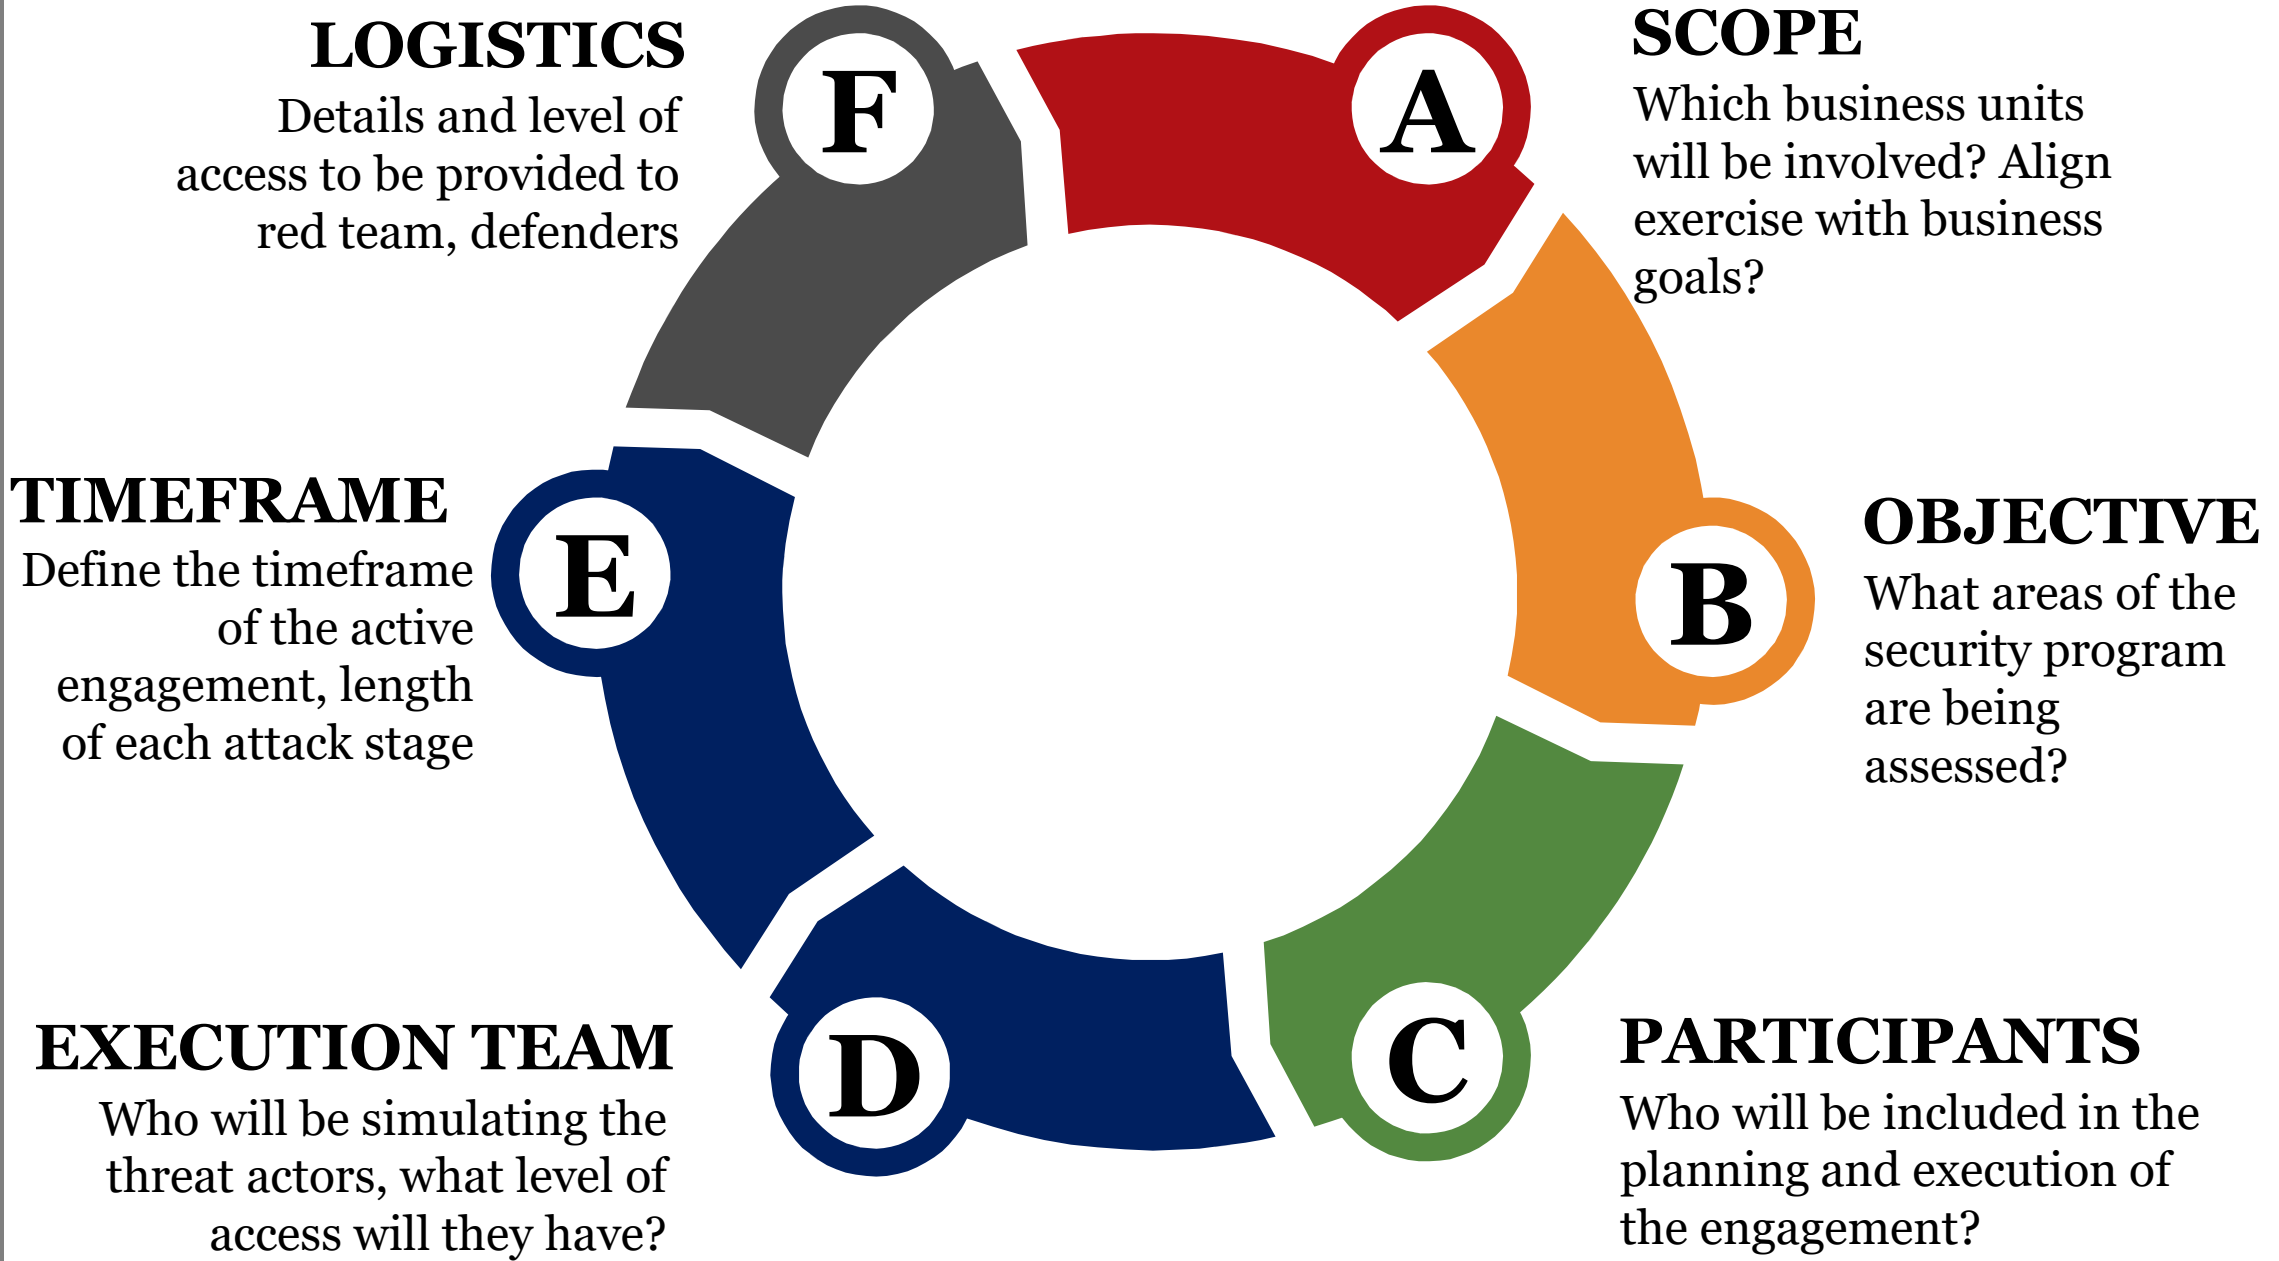 A
SCOPE
Which business units
will be involved? Align
exercise with business
goals?
B
OBJECTIVE
What areas of the
security program
are being
assessed?
C
PARTICIPANTS
Who will be included in the
planning and execution of
the engagement?
D
EXECUTION TEAM
Who will be simulating the
threat actors, what level of
access will they have?
E
TIMEFRAME
Define the timeframe
of the active
engagement, length
of each attack stage
F
LOGISTICS
Details and level of
access to be provided to
red team, defenders